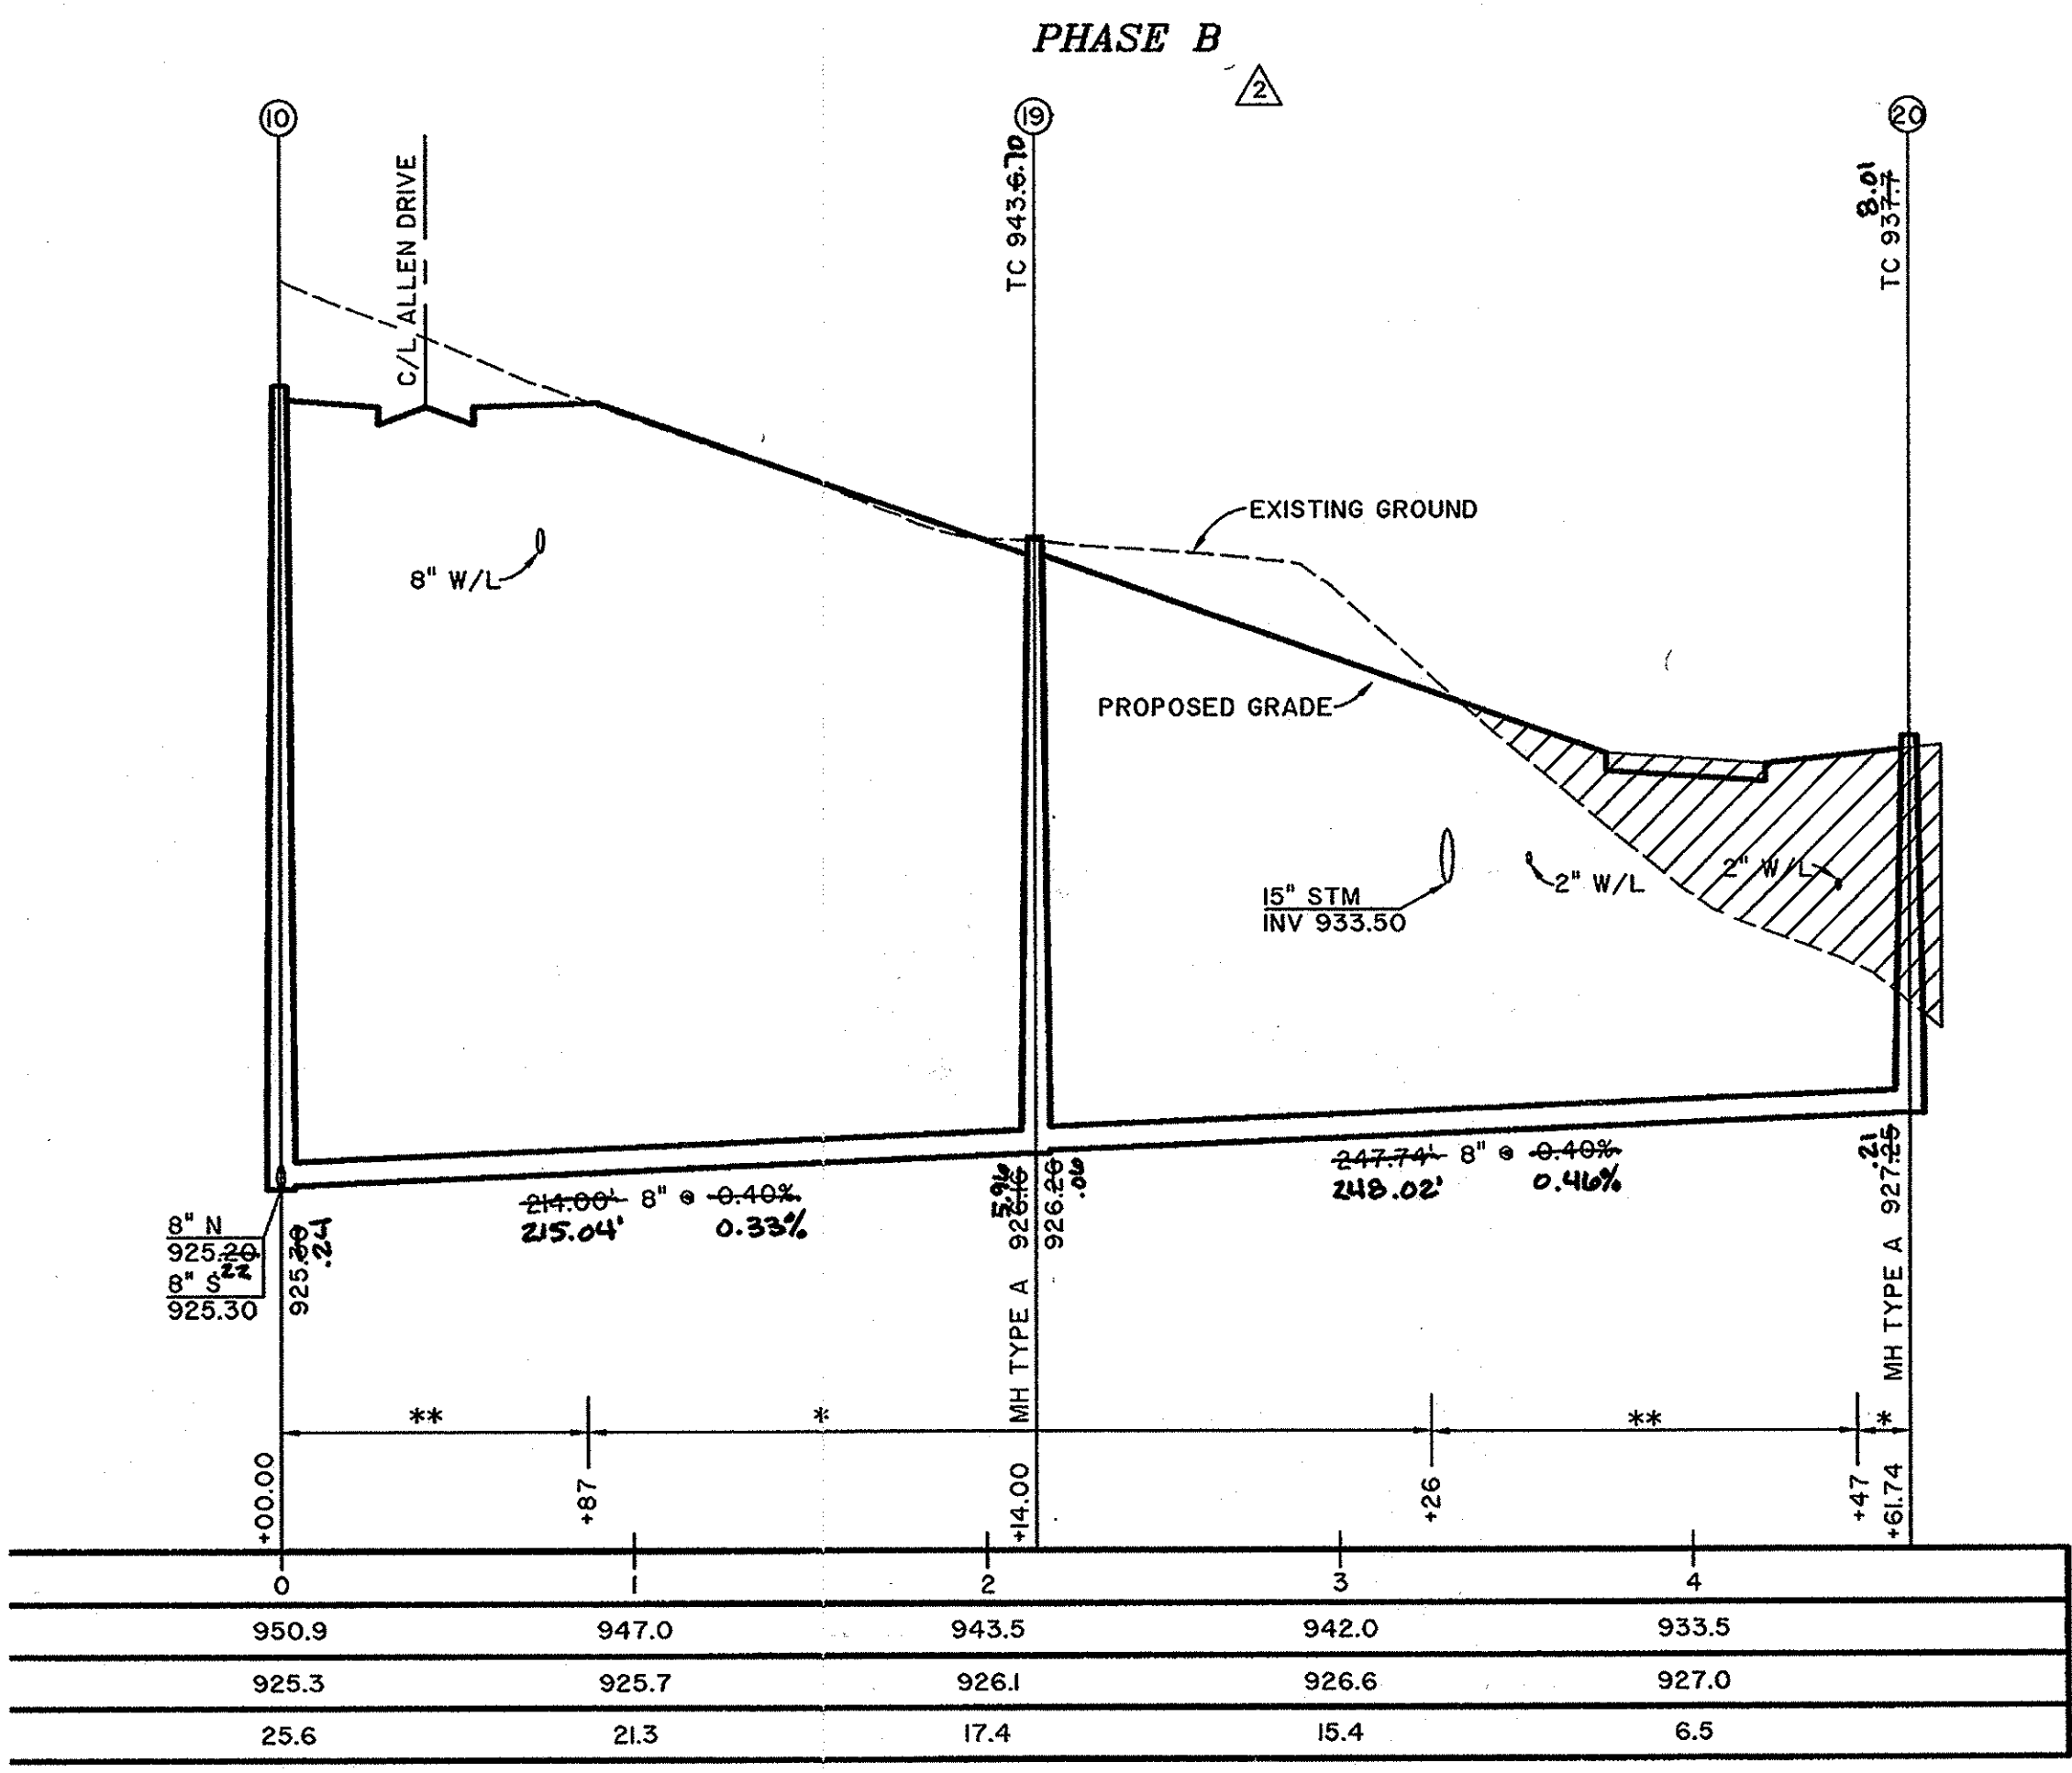 PHASE B
2
10
19
20
C/L ALLEN DRIVE
TC 943.6.70
8.01
TC 937.7
EXISTING GROUND
8" W/L
PROPOSED GRADE
15" STM
INV 933.50
2" W/L
2" W/L
214.00' 8" @ 0.40%
215.04' 0.33%
247.74' 8" @ 0.40%
248.02' 0.46%
8" N
925.20
22
8" S
925.30
925.30
.24
5.96
MH TYPE A 926.16
926.26
.06
.21
MH TYPE A 927.25
** * ** *
+00.00
+87
+14.00
+26
+47
+61.74
0 1 2 3 4
950.9 947.0 943.5 942.0 933.5
925.3 925.7 926.1 926.6 927.0
25.6 21.3 17.4 15.4 6.5